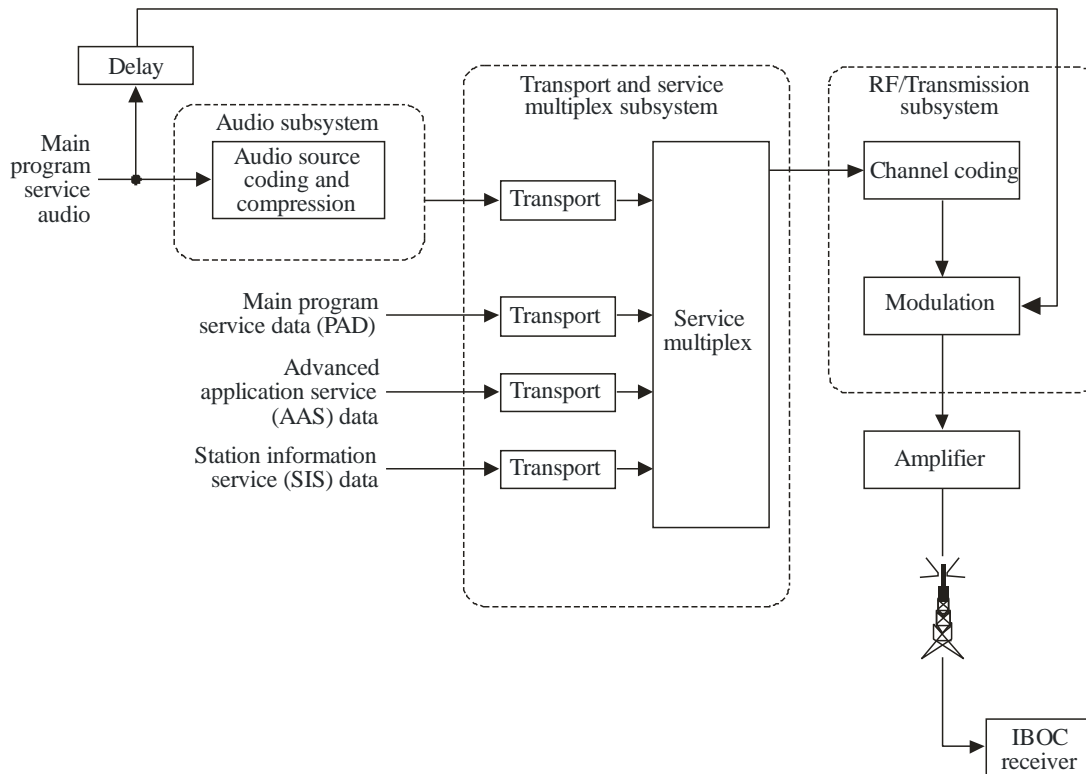 Delay
Transport and service
multiplex subsystem
RF/Transmission
subsystem
Audio subsystem
Main
program
service
audio
Audio source
coding and
compression
Transport
Channel coding
Main program
service data (PAD)
Transport
Service
multiplex
Modulation
Advanced
application service
(AAS) data
Transport
Station information
service (SIS) data
Transport
Amplifier
IBOC
receiver